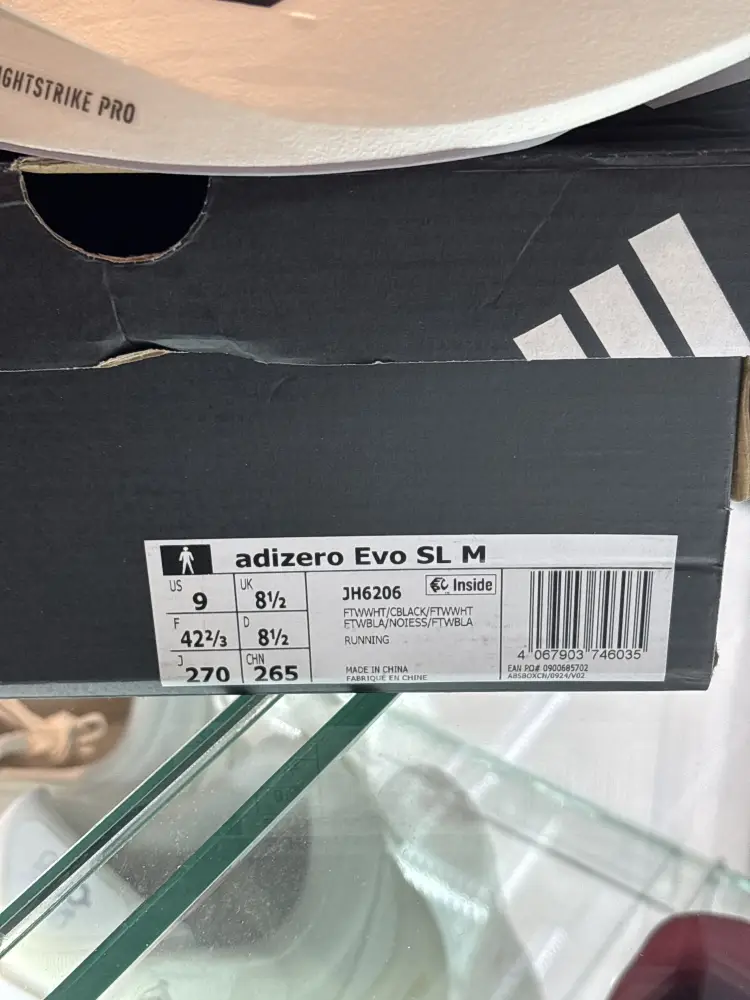 GHTSTRIKE PRO
adizero Evo SL M
US 9 UK 8½
F 42⅔ D 8½
J 270 CHN 265
JH6206
Inside
FTWWHT/CBLACK/FTWWHT
FTWBLA/NOIESS/FTWBLA
RUNNING
MADE IN CHINA
FABRIQUÉ EN CHINE
4 067903 746035
EAN PO# 0900685702
ABSBOXCN/0924/V02